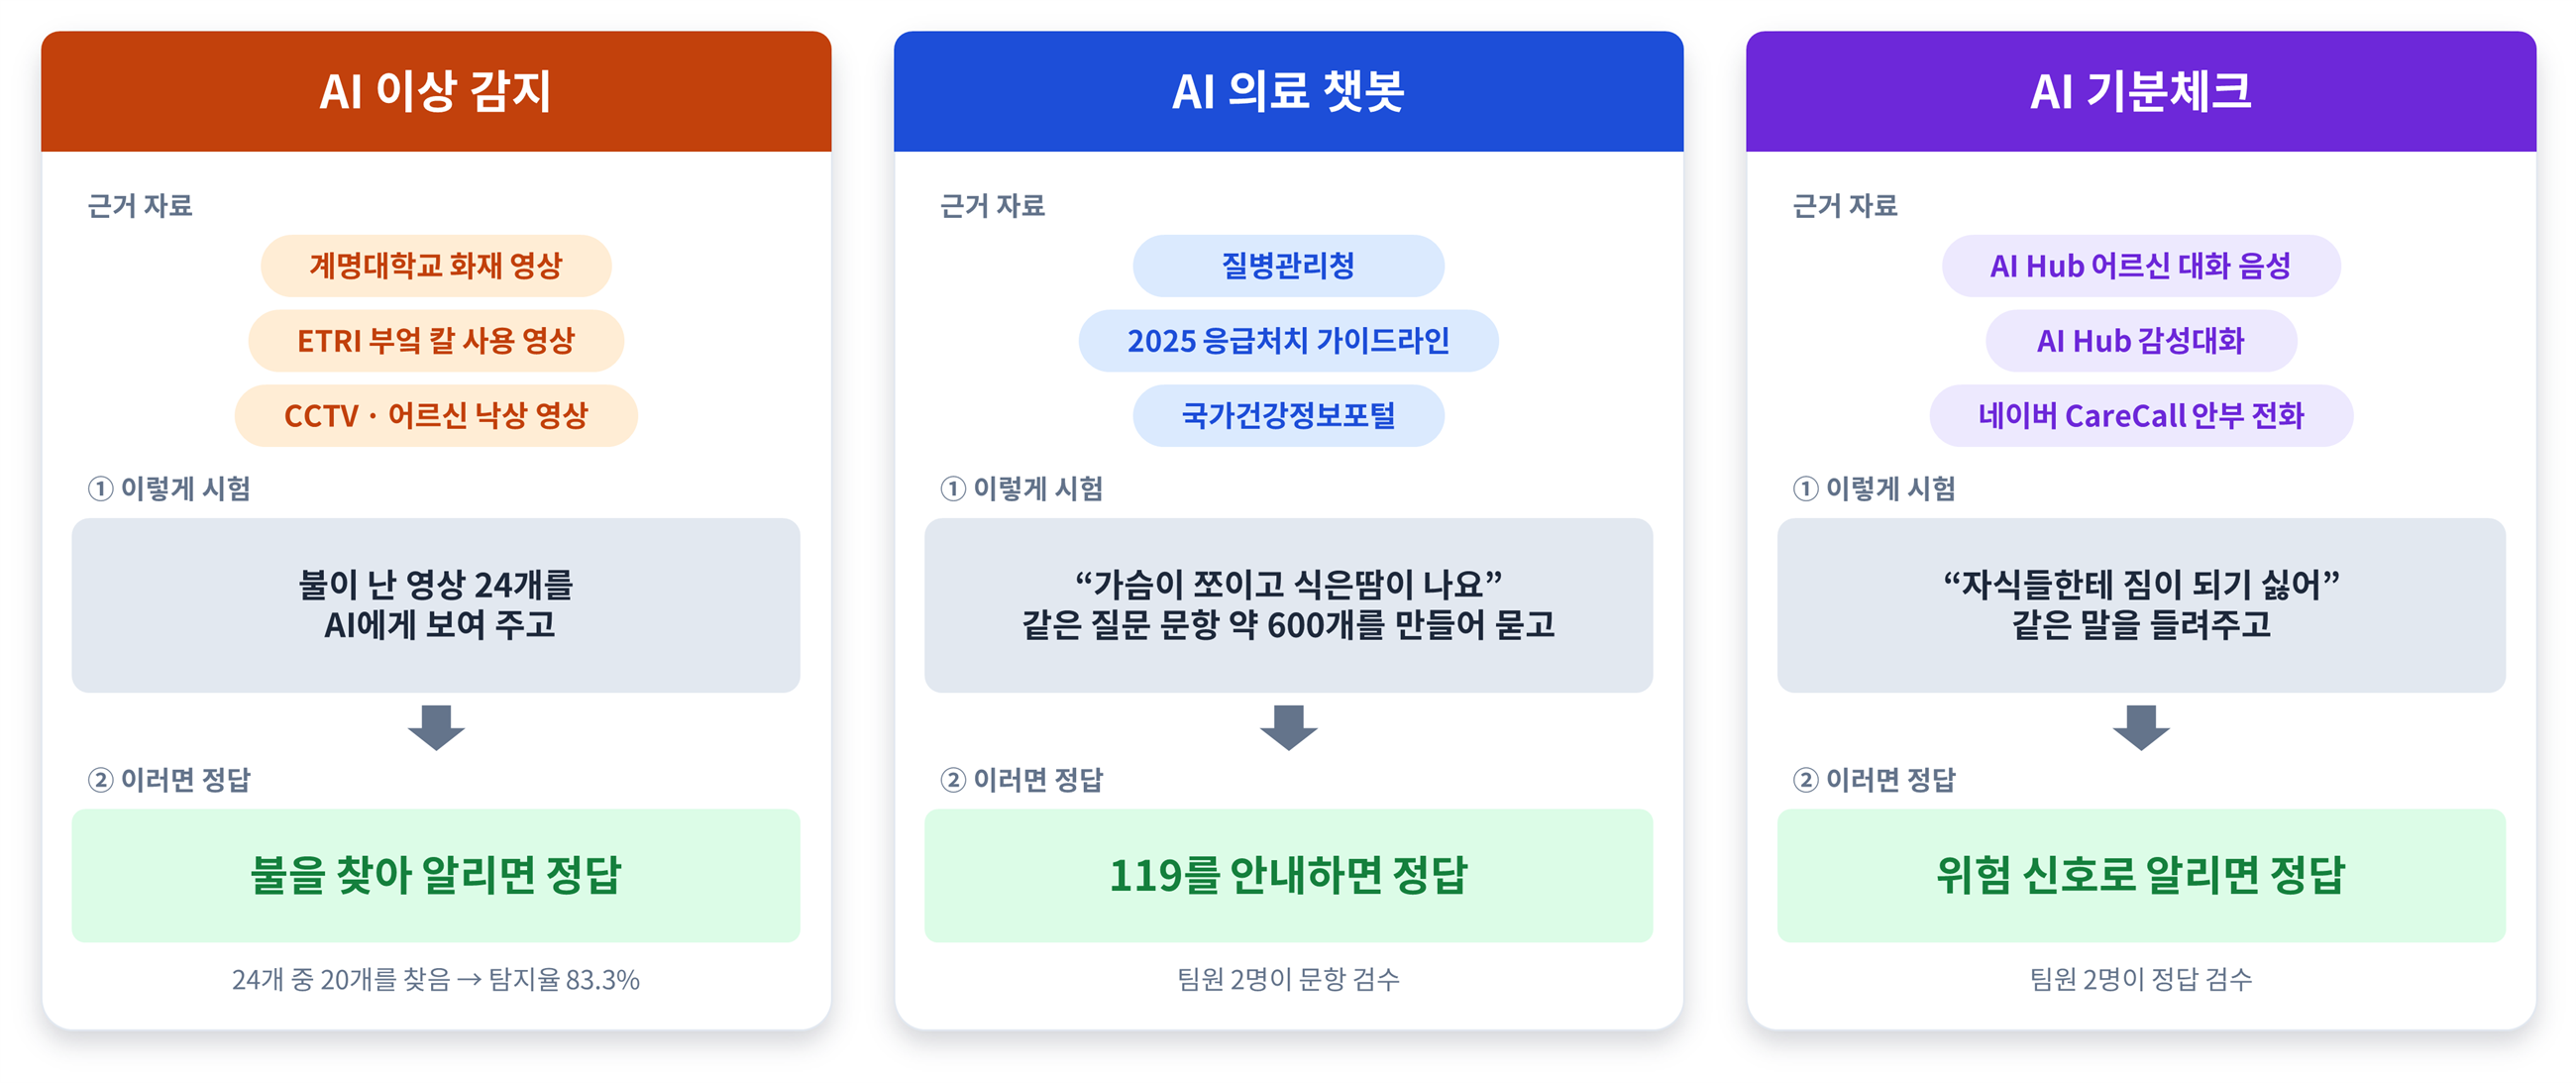 AI 이상 감지
근거 자료
계명대학교 화재 영상
ETRI 부엌 칼 사용 영상
CCTV · 어르신 낙상 영상
① 이렇게 시험
불이 난 영상 24개를
AI에게 보여 주고
② 이러면 정답
불을 찾아 알리면 정답
24개 중 20개를 찾음 → 탐지율 83.3%
AI 의료 챗봇
근거 자료
질병관리청
2025 응급처치 가이드라인
국가건강정보포털
① 이렇게 시험
“가슴이 쪼이고 식은땀이 나요”
같은 질문 문항 약 600개를 만들어 묻고
② 이러면 정답
119를 안내하면 정답
팀원 2명이 문항 검수
AI 기분체크
근거 자료
AI Hub 어르신 대화 음성
AI Hub 감성대화
네이버 CareCall 안부 전화
① 이렇게 시험
“자식들한테 짐이 되기 싫어”
같은 말을 들려주고
② 이러면 정답
위험 신호로 알리면 정답
팀원 2명이 정답 검수